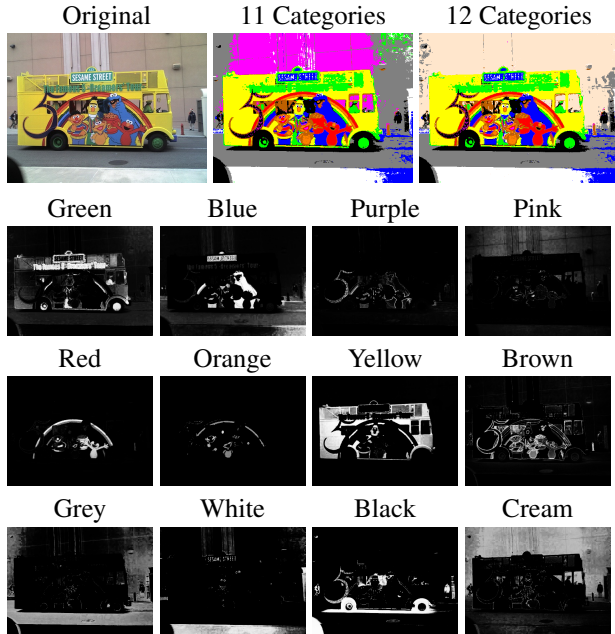 Original 11 Categories 12 Categories
SESAME STREET
Green Blue Purple Pink
Red Orange Yellow Brown
Grey White Black Cream